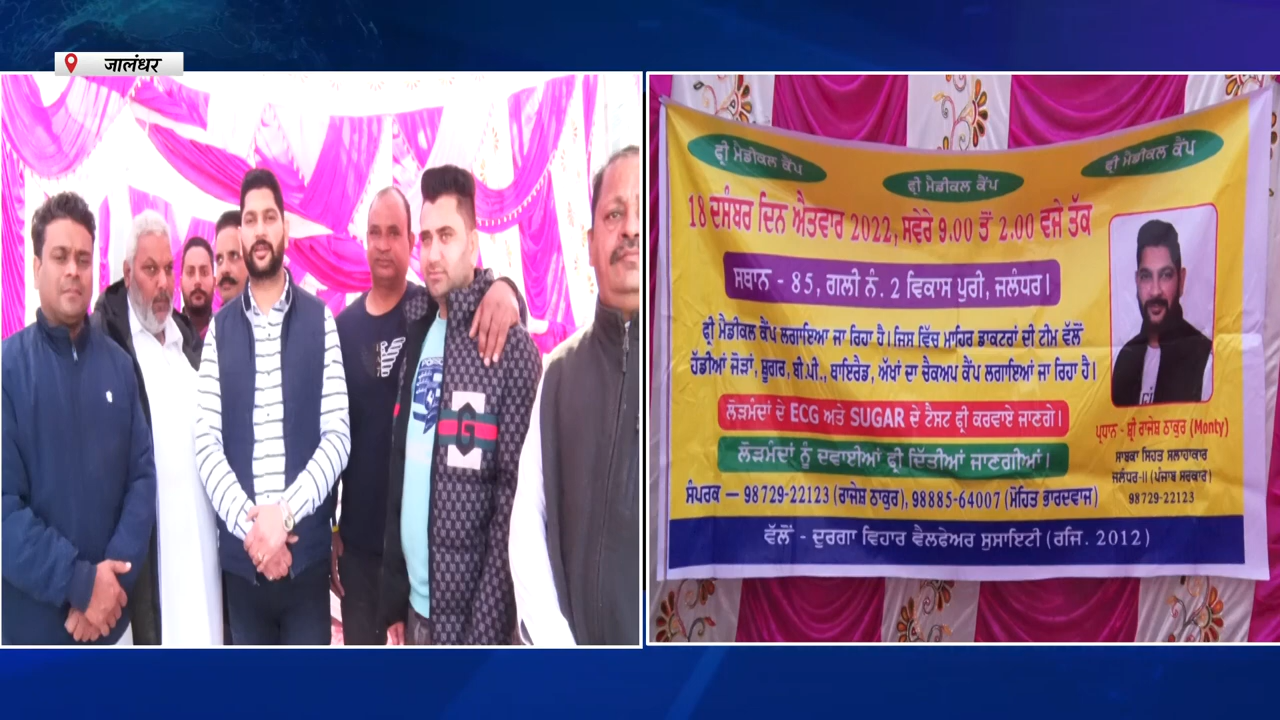 जालंधर
ਫ੍ਰੀ ਮੈਡੀਕਲ ਕੈਂਪ
ਫ੍ਰੀ ਮੈਡੀਕਲ ਕੈਂਪ
ਫ੍ਰੀ ਮੈਡੀਕਲ ਕੈਂਪ
18 ਦਸੰਬਰ ਦਿਨ ਐਤਵਾਰ 2022, ਸਵੇਰੇ 9.00 ਤੋਂ 2.00 ਵਜੇ ਤੱਕ
ਸਥਾਨ - 85, ਗਲੀ ਨੰ. 2 ਵਿਕਾਸ ਪੁਰੀ, ਜਲੰਧਰ।
ਫ੍ਰੀ ਮੈਡੀਕਲ ਕੈਂਪ ਲਗਾਇਆ ਜਾ ਰਿਹਾ ਹੈ। ਜਿਸ ਵਿੱਚ ਮਾਹਿਰ ਡਾਕਟਰਾਂ ਦੀ ਟੀਮ ਵੱਲੋਂ
ਹੱਡੀਆਂ ਜੋੜਾਂ, ਬੀ.ਪੀ., ਥਾਇਰੈਡ, ਅੱਖਾਂ ਦਾ ਚੈਕਅਪ ਕੈਂਪ ਲਗਾਇਆਂ ਜਾ ਰਿਹਾ ਹੈ।
ਲੋੜਮੰਦਾਂ ਦੇ ECG ਅਤੇ SUGAR ਦੇ ਟੈਸਟ ਫ੍ਰੀ ਕਰਵਾਏ ਜਾਣਗੇ।
ਲੋੜਮੰਦਾਂ ਨੂੰ ਦਵਾਈਆਂ ਫ੍ਰੀ ਦਿੱਤੀਆਂ ਜਾਣਗੀਆਂ।
ਸੰਪਰਕ — 98729-22123 (ਰਾਜੇਸ਼ ਠਾਕੁਰ), 98885-64007 (ਮੋਹਿਤ ਭਾਰਦਵਾਜ)
ਪ੍ਰਧਾਨ - ਸ਼੍ਰੀ ਰਾਜੇਸ਼ ਠਾਕੁਰ (Monty)
ਸਾਬਕਾ ਸਿਹਤ ਸਲਾਹਾਕਾਰ
ਜਲੰਧਰ-II (ਪੰਜਾਬ ਸਰਕਾਰ)
98729-22123
ਵੱਲੋਂ - ਦੁਰਗਾ ਵਿਹਾਰ ਵੈਲਫੇਅਰ ਸੁਸਾਇਟੀ (ਰਜਿ. 2012)